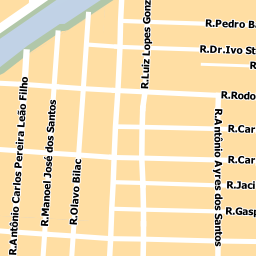 R.Pedro Ba
R.Luiz Lopes Gonz
R.Dr.Ivo St
R
R.Rodo
R.Antônio Carlos Pereira Leão Filho
R.Manoel José dos Santos
R.Olavo Bilac
R.Antônio Ayres dos Santos
R.Car
R.Car
R.Jaci
R.Gasp